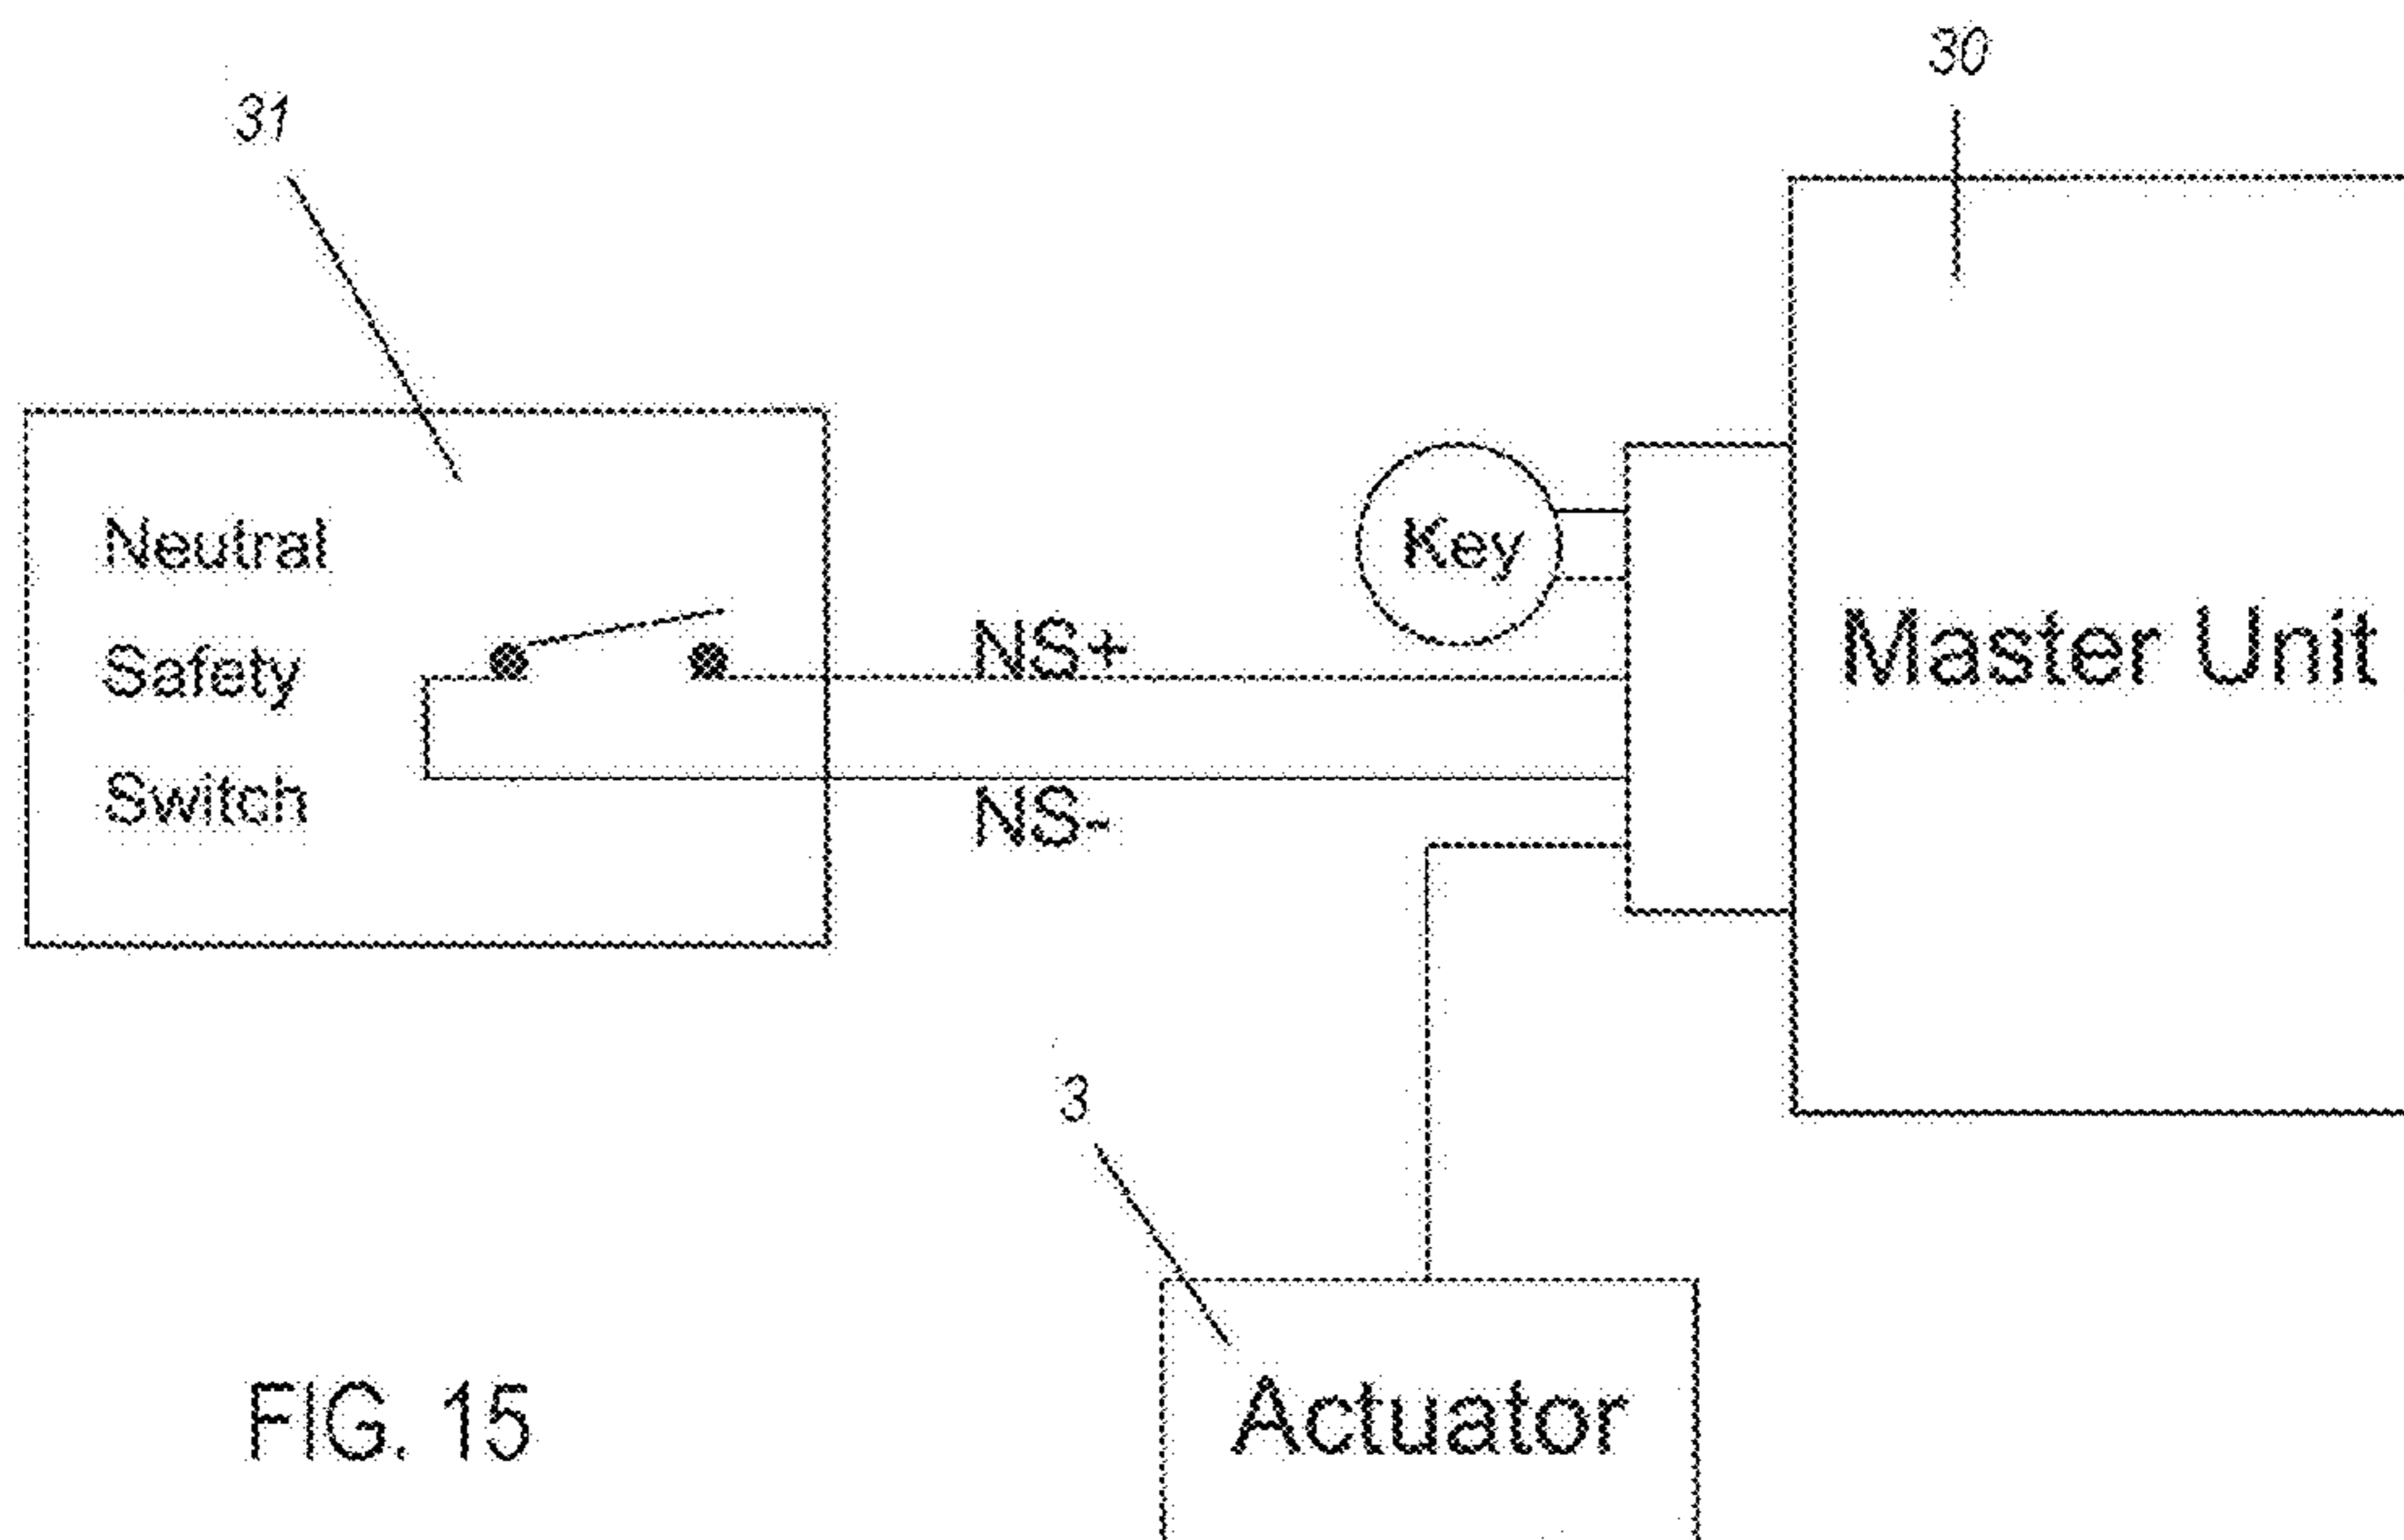 30
31
Neutral
Safety
Switch
Key
NS+
NS-
Master Unit
3
Actuator
FIG. 15